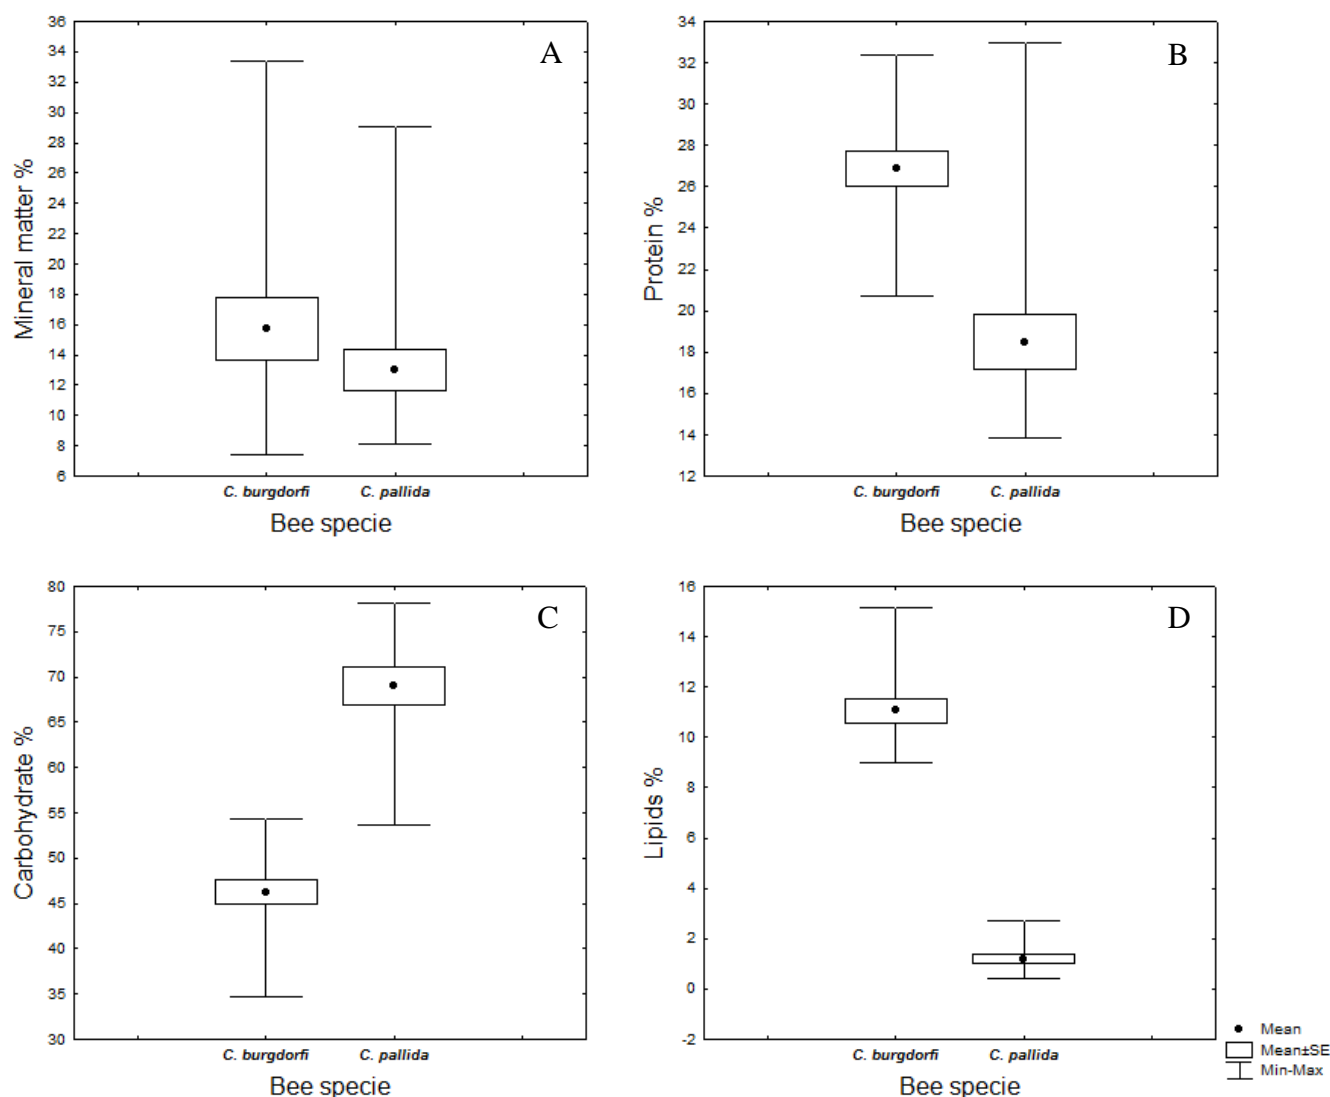 A
Mineral matter %
36
34
32
30
28
26
24
22
20
18
16
14
12
10
8
6
C. burgdorfi C. pallida
Bee specie
B
Protein %
34
32
30
28
26
24
22
20
18
16
14
12
C. burgdorfi C. pallida
Bee specie
C
Carbohydrate %
80
75
70
65
60
55
50
45
40
35
30
C. burgdorfi C. pallida
Bee specie
D
Lipids %
16
14
12
10
8
6
4
2
0
-2
C. burgdorfi C. pallida
Bee specie
Mean
Mean±SE
Min-Max